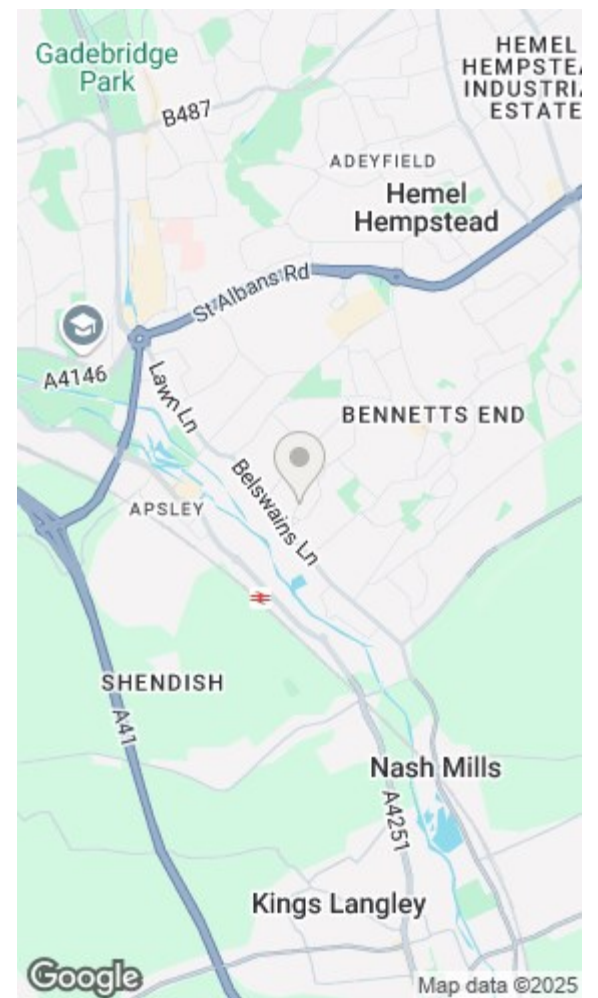 Gadebridge
Park
HEMEL
HEMPSTEA
INDUSTRIA
ESTATE
B487
ADEYFIELD
Hemel
Hempstead
St Albans Rd
A4146
Lawn Ln
BENNETTS END
Belswains Ln
APSLEY
SHENDISH
A41
Nash Mills
A4251
Kings Langley
Google
Map data ©2025